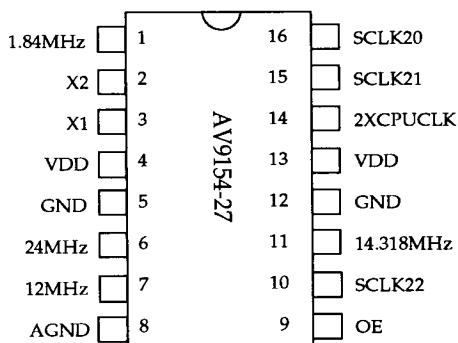 1.84MHz 1 16 SCLK20
X2 2 15 SCLK21
X1 3 14 2XCPUCLK
VDD 4 13 VDD
GND 5 12 GND
24MHz 6 11 14.318MHz
12MHz 7 10 SCLK22
AGND 8 9 OE
AV9154-27